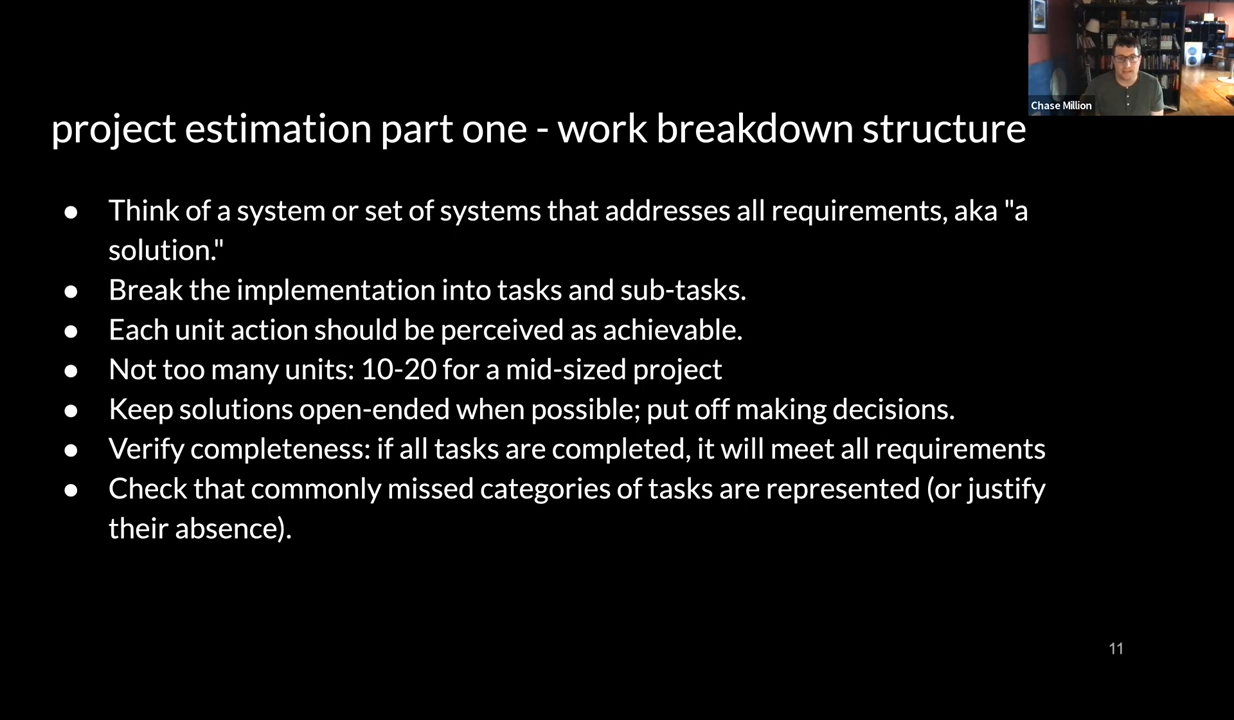 Chase Million
project estimation part one - work breakdown structure
● Think of a system or set of systems that addresses all requirements, aka "a
solution."
● Break the implementation into tasks and sub-tasks.
● Each unit action should be perceived as achievable.
● Not too many units: 10-20 for a mid-sized project
● Keep solutions open-ended when possible; put off making decisions.
● Verify completeness: if all tasks are completed, it will meet all requirements
● Check that commonly missed categories of tasks are represented (or justify
their absence).
11